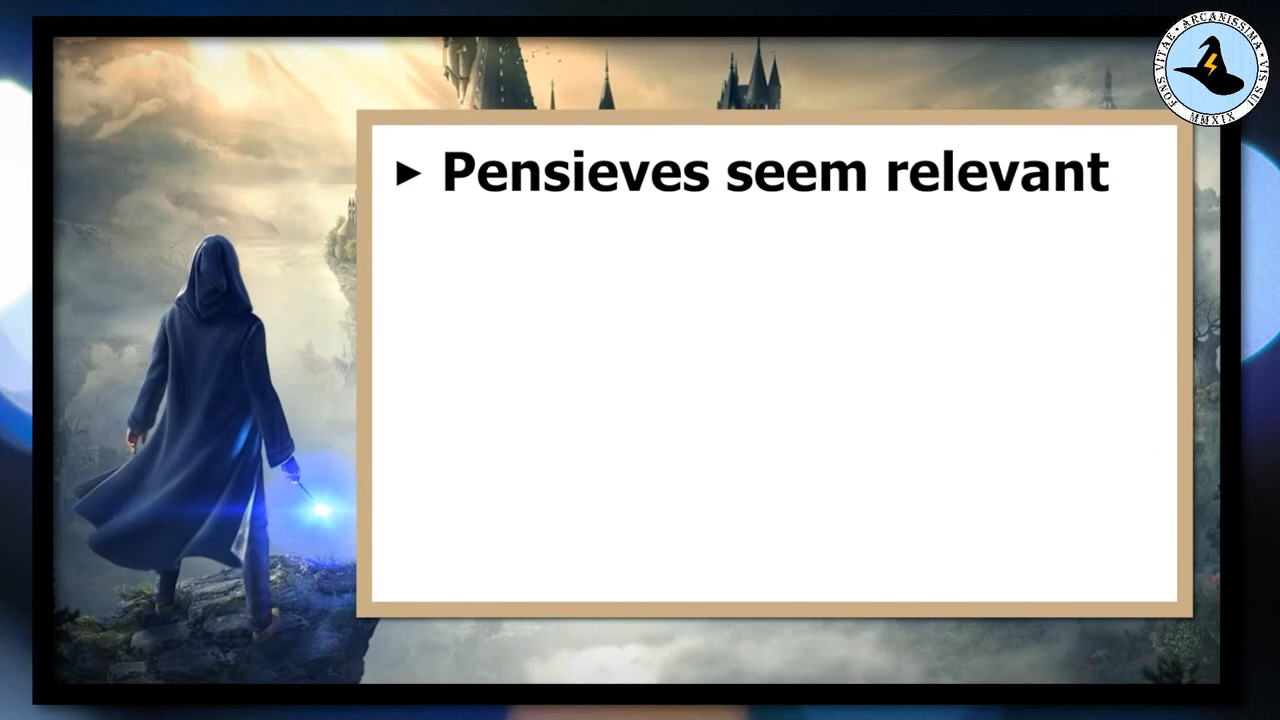 ► Pensieves seem relevant
FONS VITAE • ARCANISSIMA • VIS SUI
MMXIX